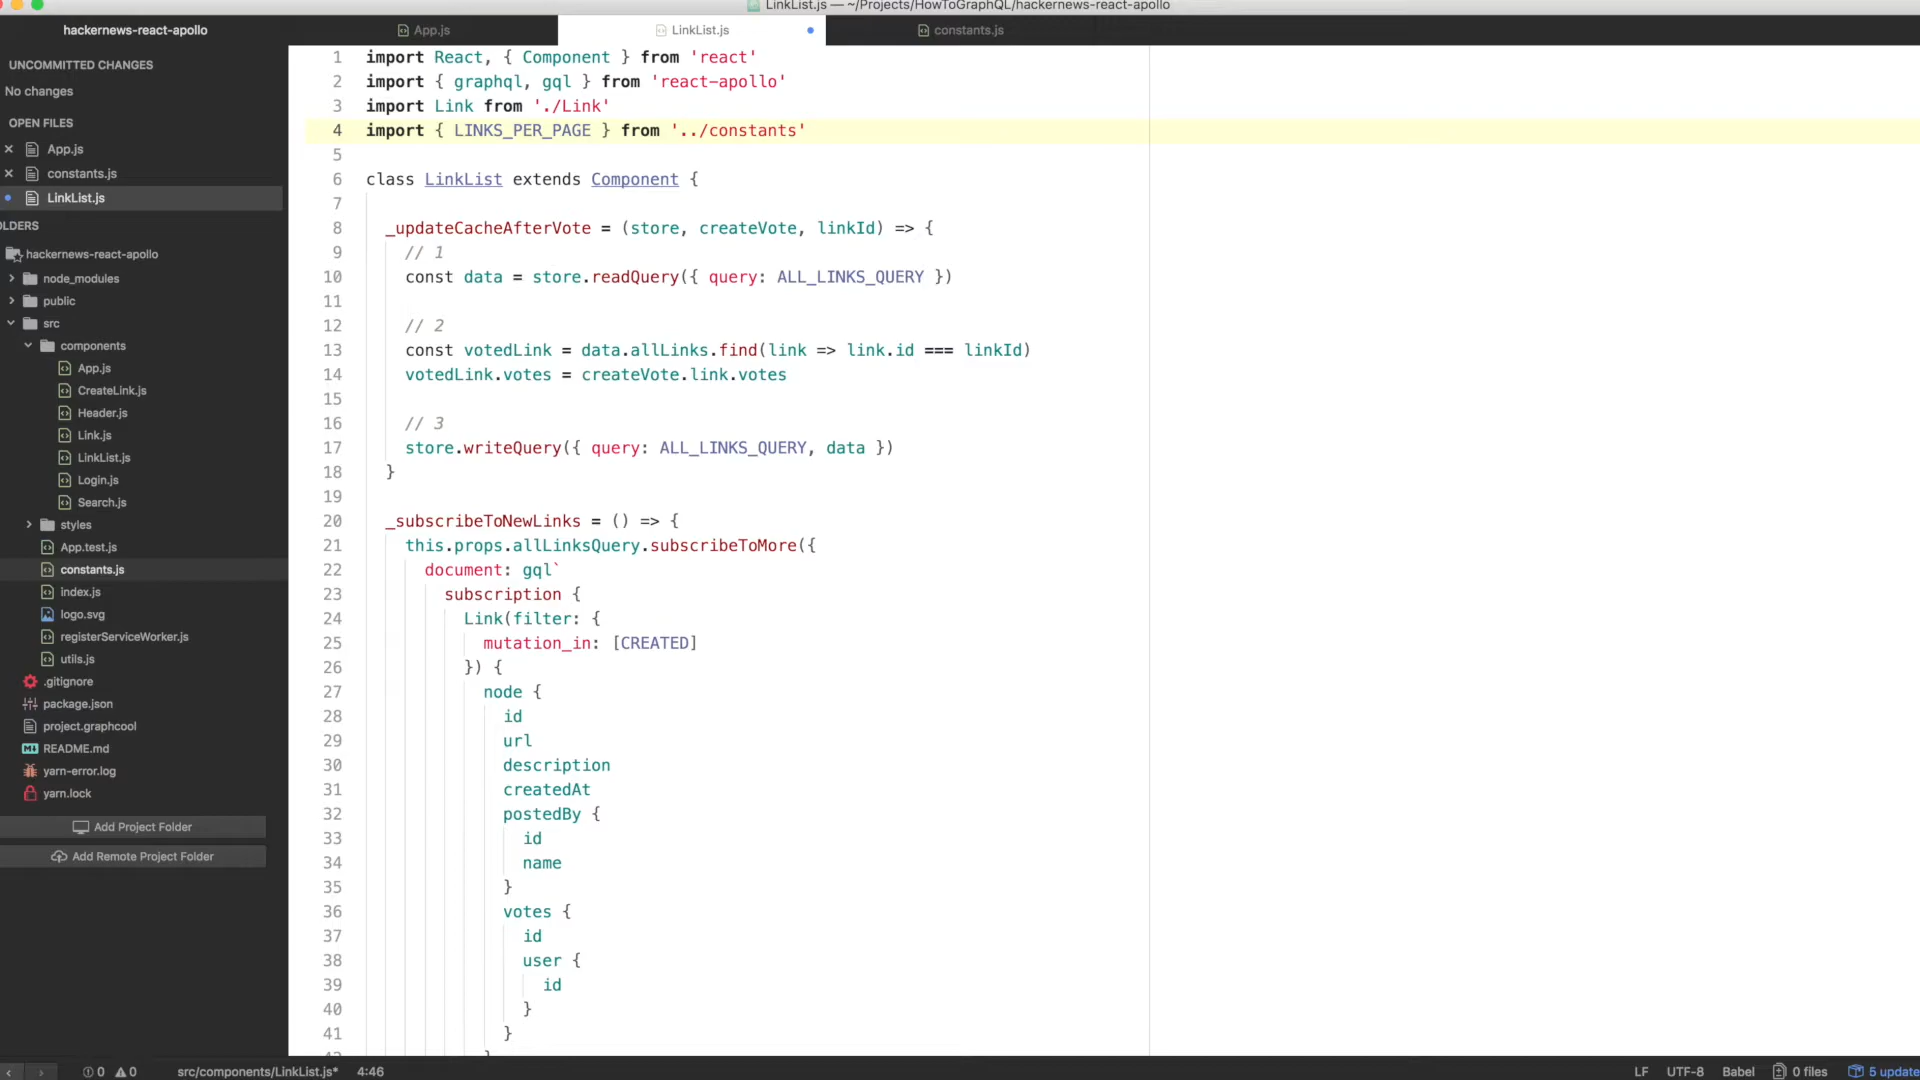 LinkList.js — ~/Projects/HowToGraphQL/hackernews-react-apollo
hackernews-react-apollo
App.js
LinkList.js
constants.js
UNCOMMITTED CHANGES
No changes
OPEN FILES
App.js
constants.js
LinkList.js
OLDERS
hackernews-react-apollo
node_modules
public
src
components
App.js
CreateLink.js
Header.js
Link.js
LinkList.js
Login.js
Search.js
styles
App.test.js
constants.js
index.js
logo.svg
registerServiceWorker.js
utils.js
.gitignore
package.json
project.graphcool
README.md
yarn-error.log
yarn.lock
Add Project Folder
Add Remote Project Folder
1 import React, { Component } from 'react'
2 import { graphql, gql } from 'react-apollo'
3 import Link from './Link'
4 import { LINKS_PER_PAGE } from '../constants'
5
6 class LinkList extends Component {
7
8 _updateCacheAfterVote = (store, createVote, linkId) => {
9 // 1
10 const data = store.readQuery({ query: ALL_LINKS_QUERY })
11
12 // 2
13 const votedLink = data.allLinks.find(link => link.id === linkId)
14 votedLink.votes = createVote.link.votes
15
16 // 3
17 store.writeQuery({ query: ALL_LINKS_QUERY, data })
18 }
19
20 _subscribeToNewLinks = () => {
21 this.props.allLinksQuery.subscribeToMore({
22 document: gql`
23 subscription {
24 Link(filter: {
25 mutation_in: [CREATED]
26 }) {
27 node {
28 id
29 url
30 description
31 createdAt
32 postedBy {
33 id
34 name
35 }
36 votes {
37 id
38 user {
39 id
40 }
41 }
0 0 src/components/LinkList.js* 4:46 LF UTF-8 Babel 0 files 5 update